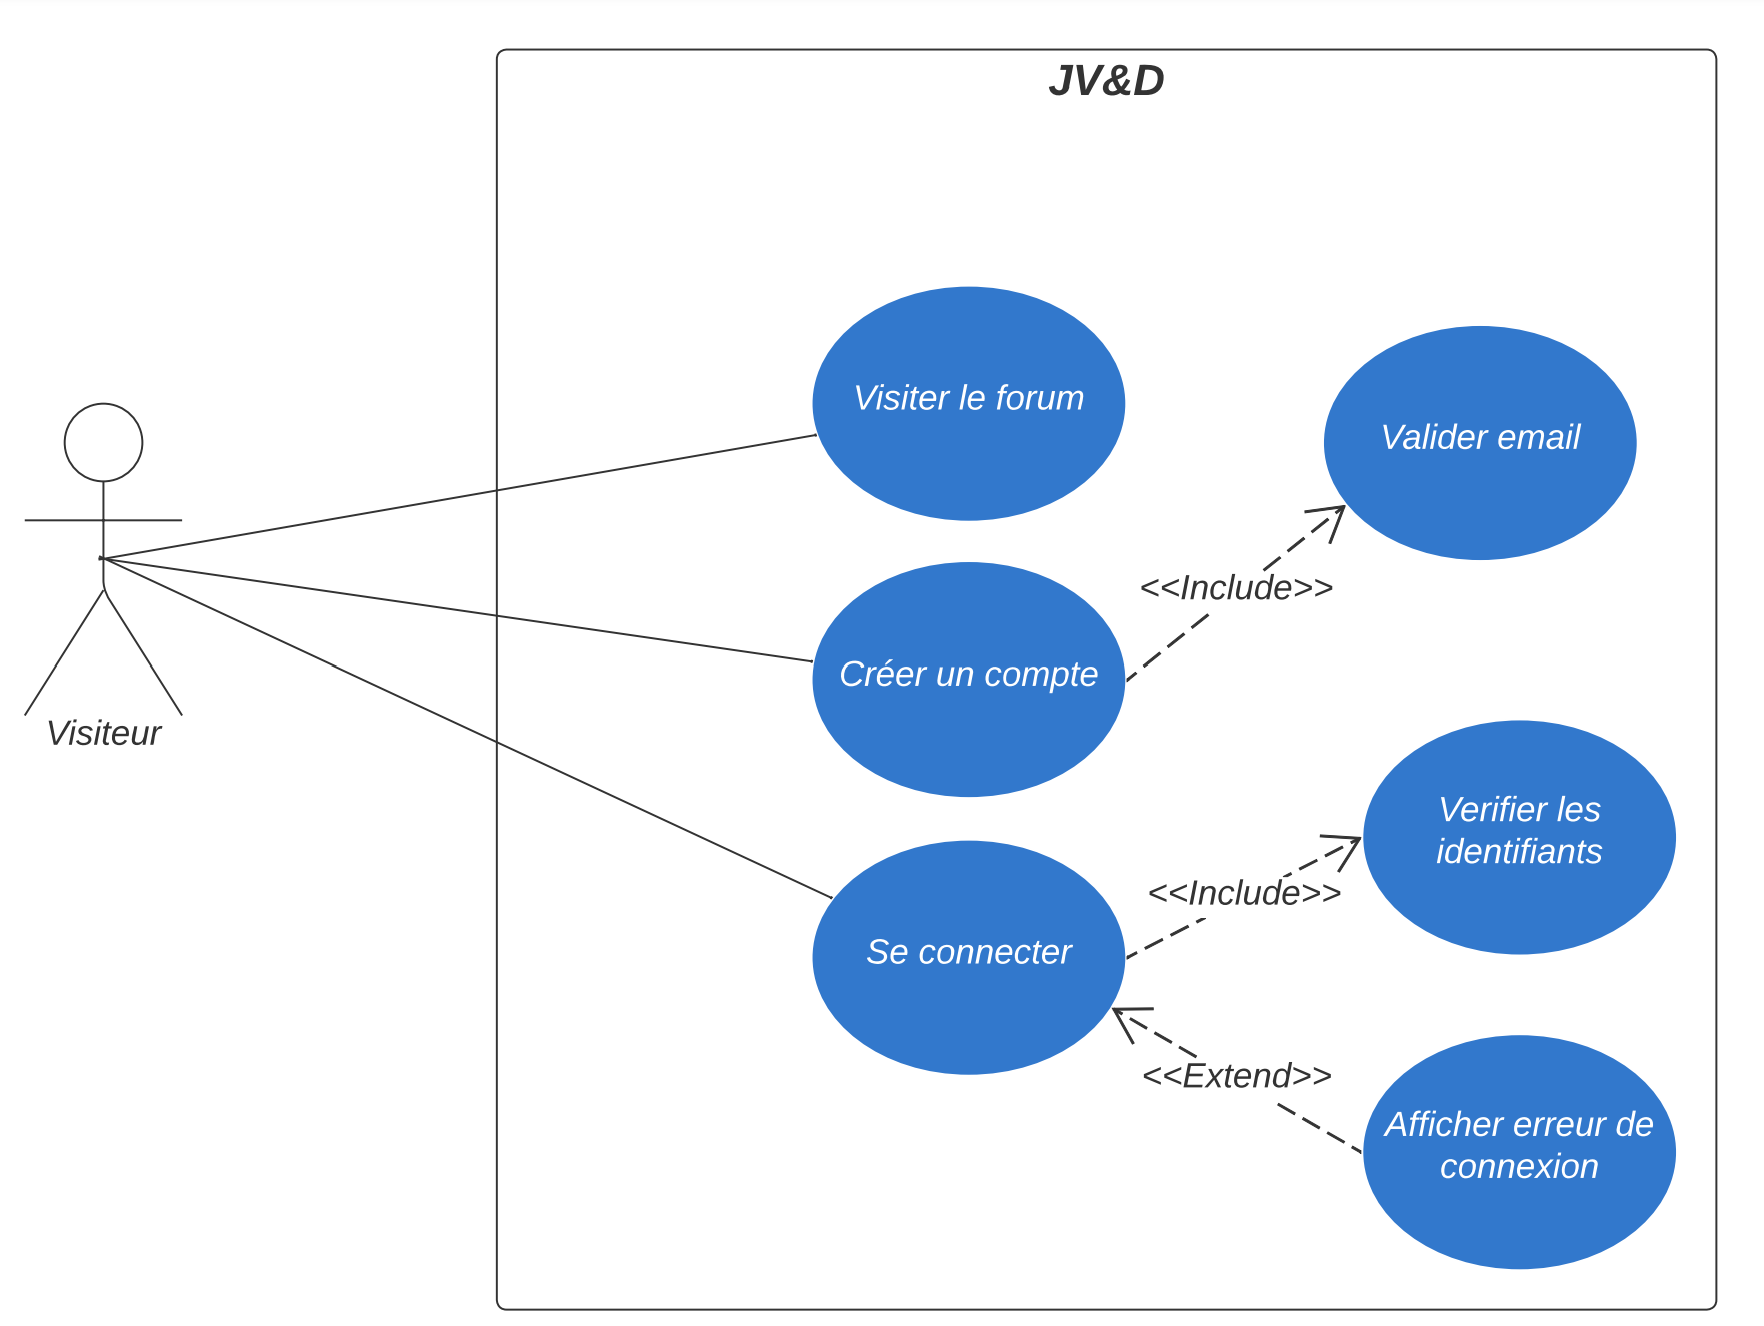 JV&D
Visiter le forum
Valider email
<<Include>>
Créer un compte
Visiteur
Verifier les
identifiants
<<Include>>
Se connecter
<<Extend>>
Afficher erreur de
connexion